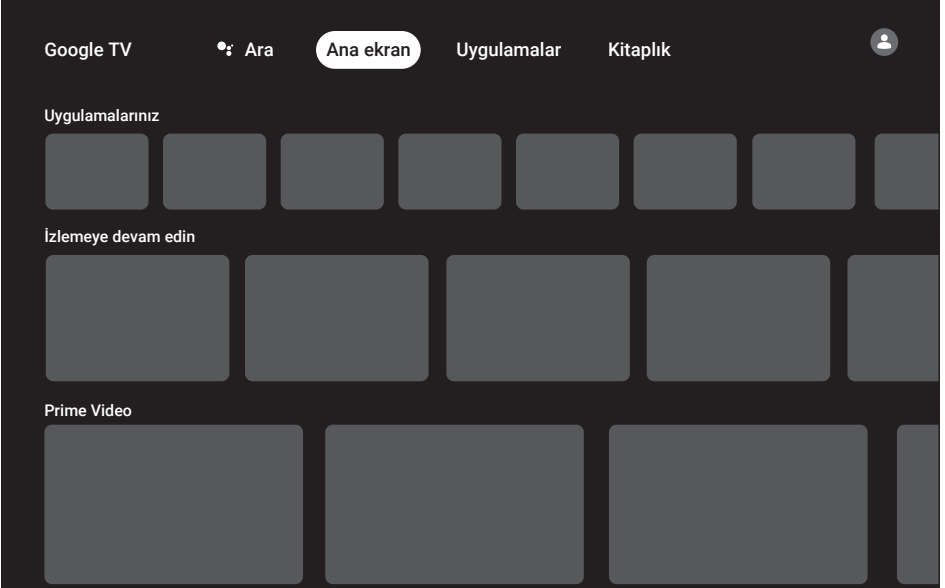 Google TV Ara Ana ekran Uygulamalar Kitaplık
Uygulamalarınız
İzlemeye devam edin
Prime Video